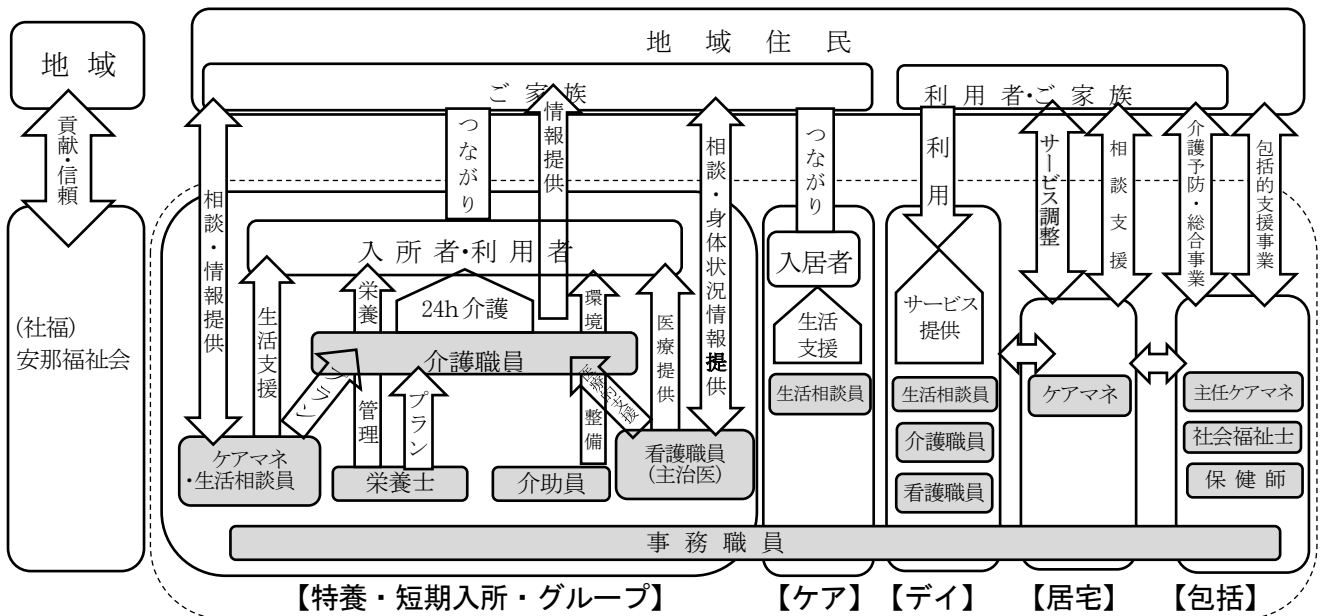 地域住民
地域
ご家族
利用者・ご家族
貢献・信頼
相談・情報提供
つながり
情報提供
相談・身体状況情報提供
つながり
利用
サービス調整
相談支援
介護予防・総合事業
包括的支援事業
(社福)
安那福祉会
入所者・利用者
入居者
生活支援
栄養
管理
24h介護
環境
整備
医療提供
生活
支援
サービス
提供
介護職員
プラン
プラン
医療的支援
生活相談員
生活相談員
介護職員
看護職員
ケアマネ
主任ケアマネ
社会福祉士
保健師
ケアマネ
・生活相談員
栄養士
介助員
看護職員
(主治医)
事務職員
【特養・短期入所・グループ】
【ケア】
【デイ】
【居宅】
【包括】